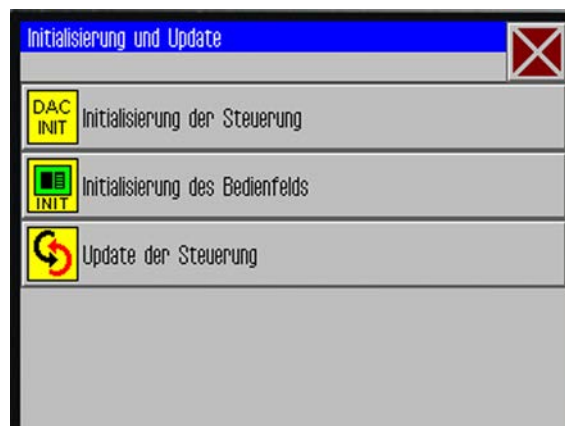 Initialisierung und Update
DAC
INIT
Initialisierung der Steuerung
INIT
Initialisierung des Bedienfelds
Update der Steuerung